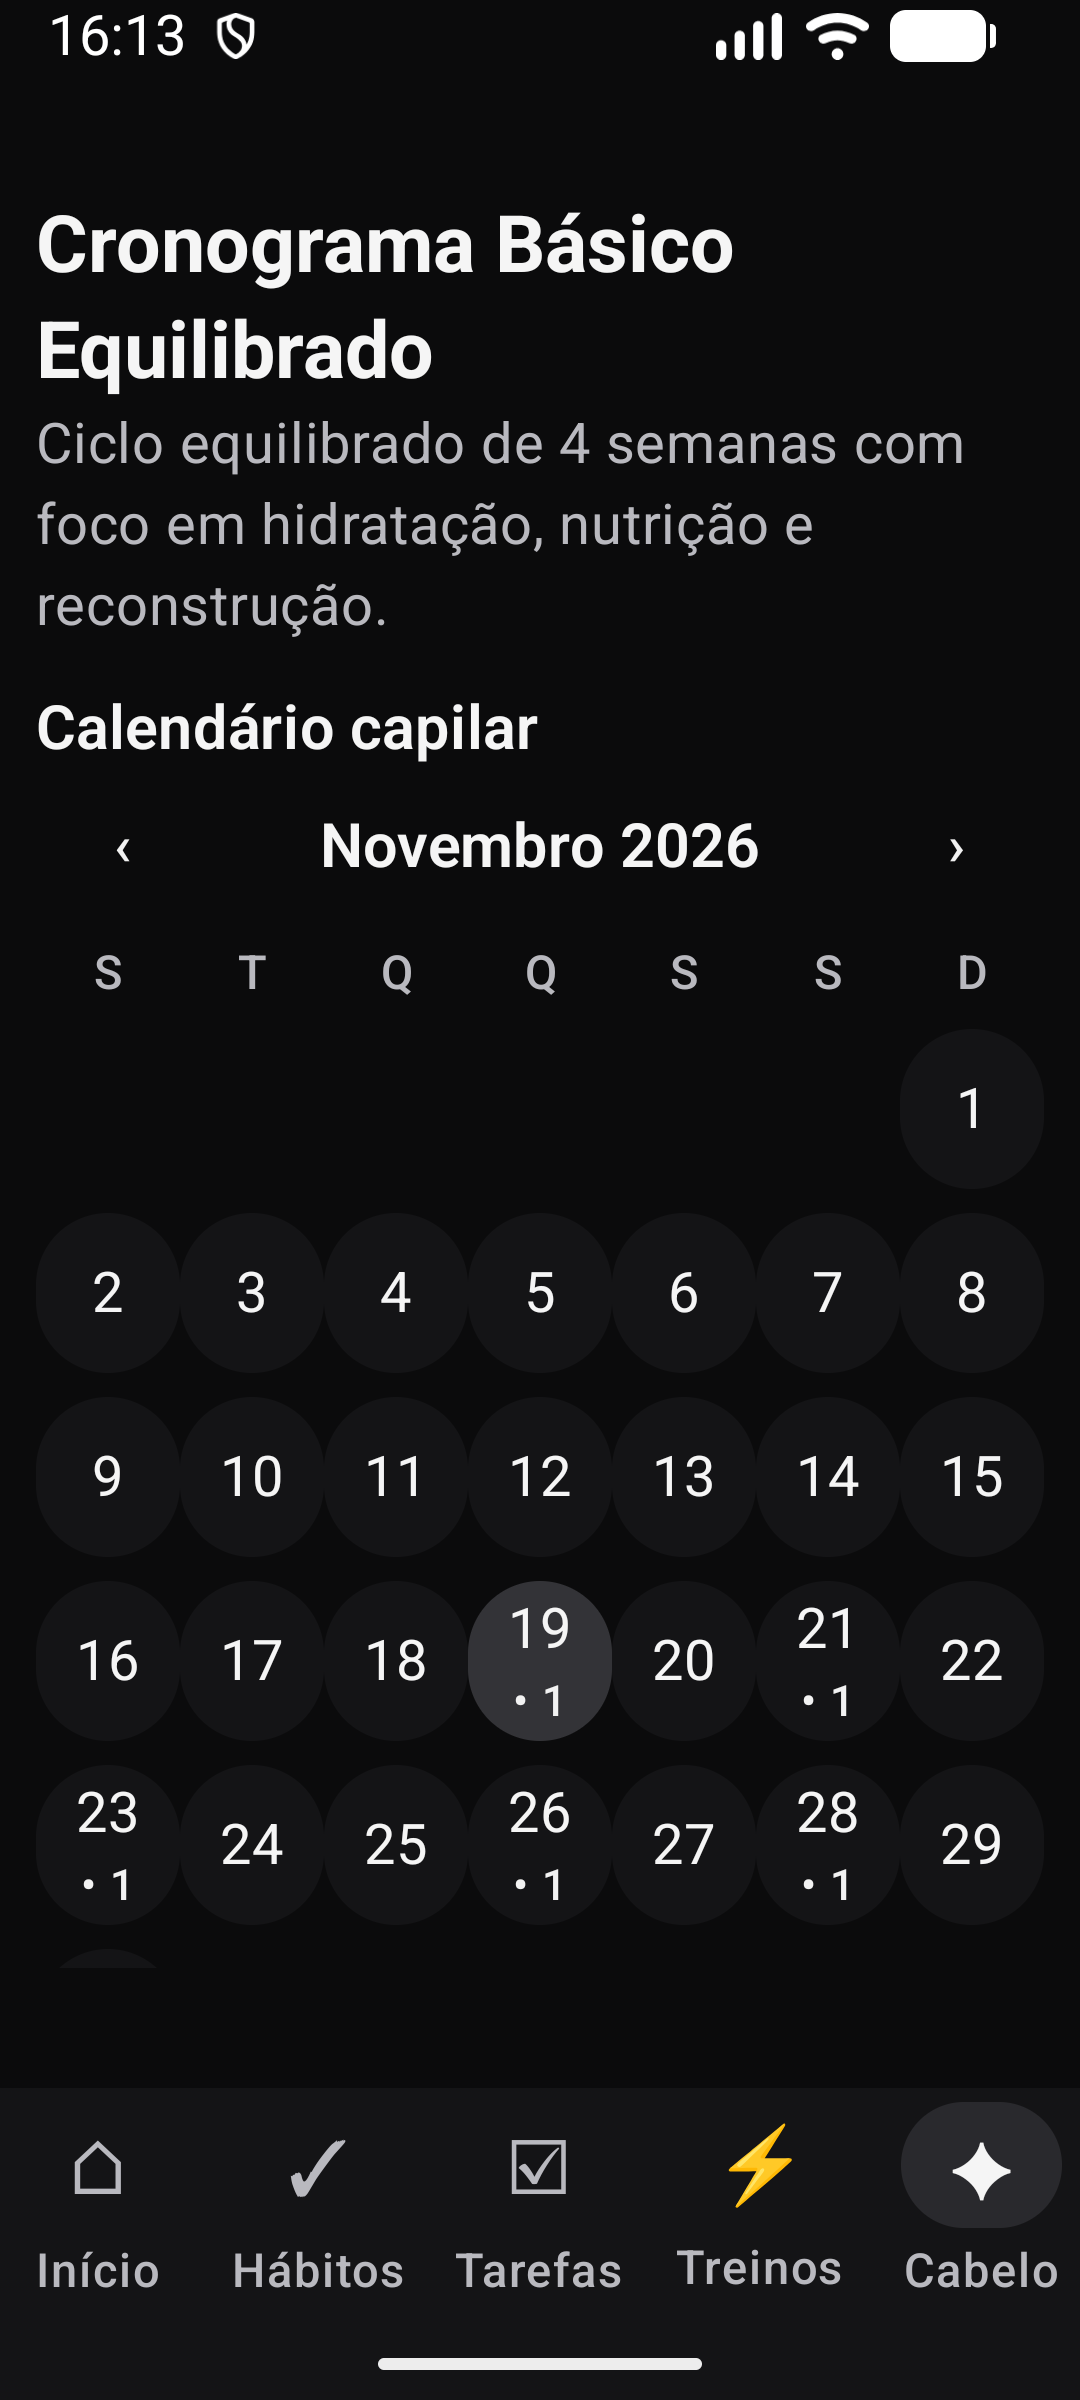 16:13
Cronograma Básico
Equilibrado
Ciclo equilibrado de 4 semanas com
foco em hidratação, nutrição e
reconstrução.
Calendário capilar
‹ Novembro 2026 ›
S T Q Q S S D
1
2 3 4 5 6 7 8
9 10 11 12 13 14 15
16 17 18 19 20 21 22
• 1 • 1
23 24 25 26 27 28 29
• 1 • 1 • 1
Início Hábitos Tarefas Treinos Cabelo